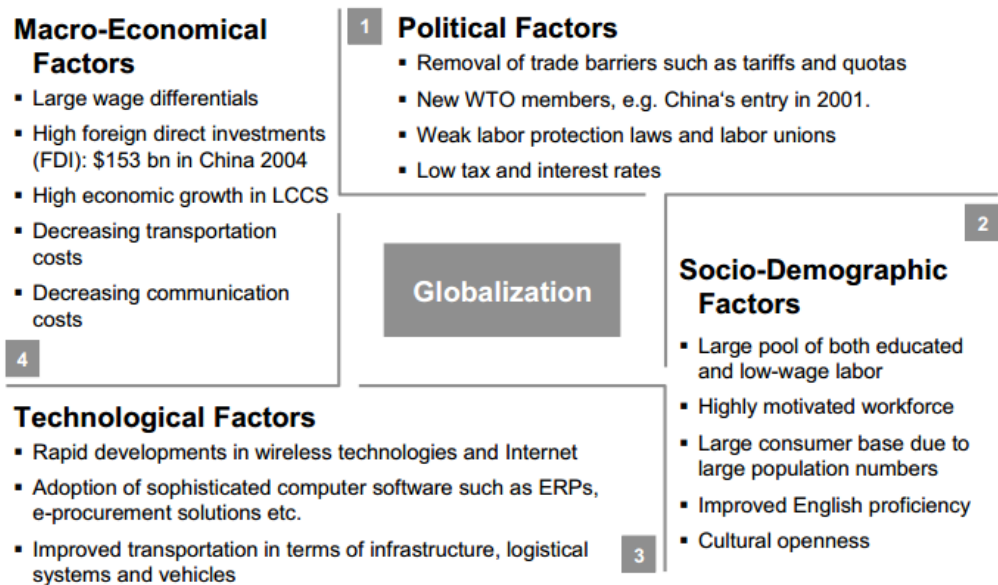 1
Political Factors
▪ Removal of trade barriers such as tariffs and quotas
▪ New WTO members, e.g. China‘s entry in 2001.
▪ Weak labor protection laws and labor unions
▪ Low tax and interest rates
2
Socio-Demographic
Factors
▪ Large pool of both educated
and low-wage labor
▪ Highly motivated workforce
▪ Large consumer base due to
large population numbers
▪ Improved English proficiency
▪ Cultural openness
Technological Factors
▪ Rapid developments in wireless technologies and Internet
▪ Adoption of sophisticated computer software such as ERPs,
e-procurement solutions etc.
▪ Improved transportation in terms of infrastructure, logistical
systems and vehicles
3
Macro-Economical
Factors
▪ Large wage differentials
▪ High foreign direct investments
(FDI): $153 bn in China 2004
▪ High economic growth in LCCS
▪ Decreasing transportation
costs
▪ Decreasing communication
costs
4
Globalization